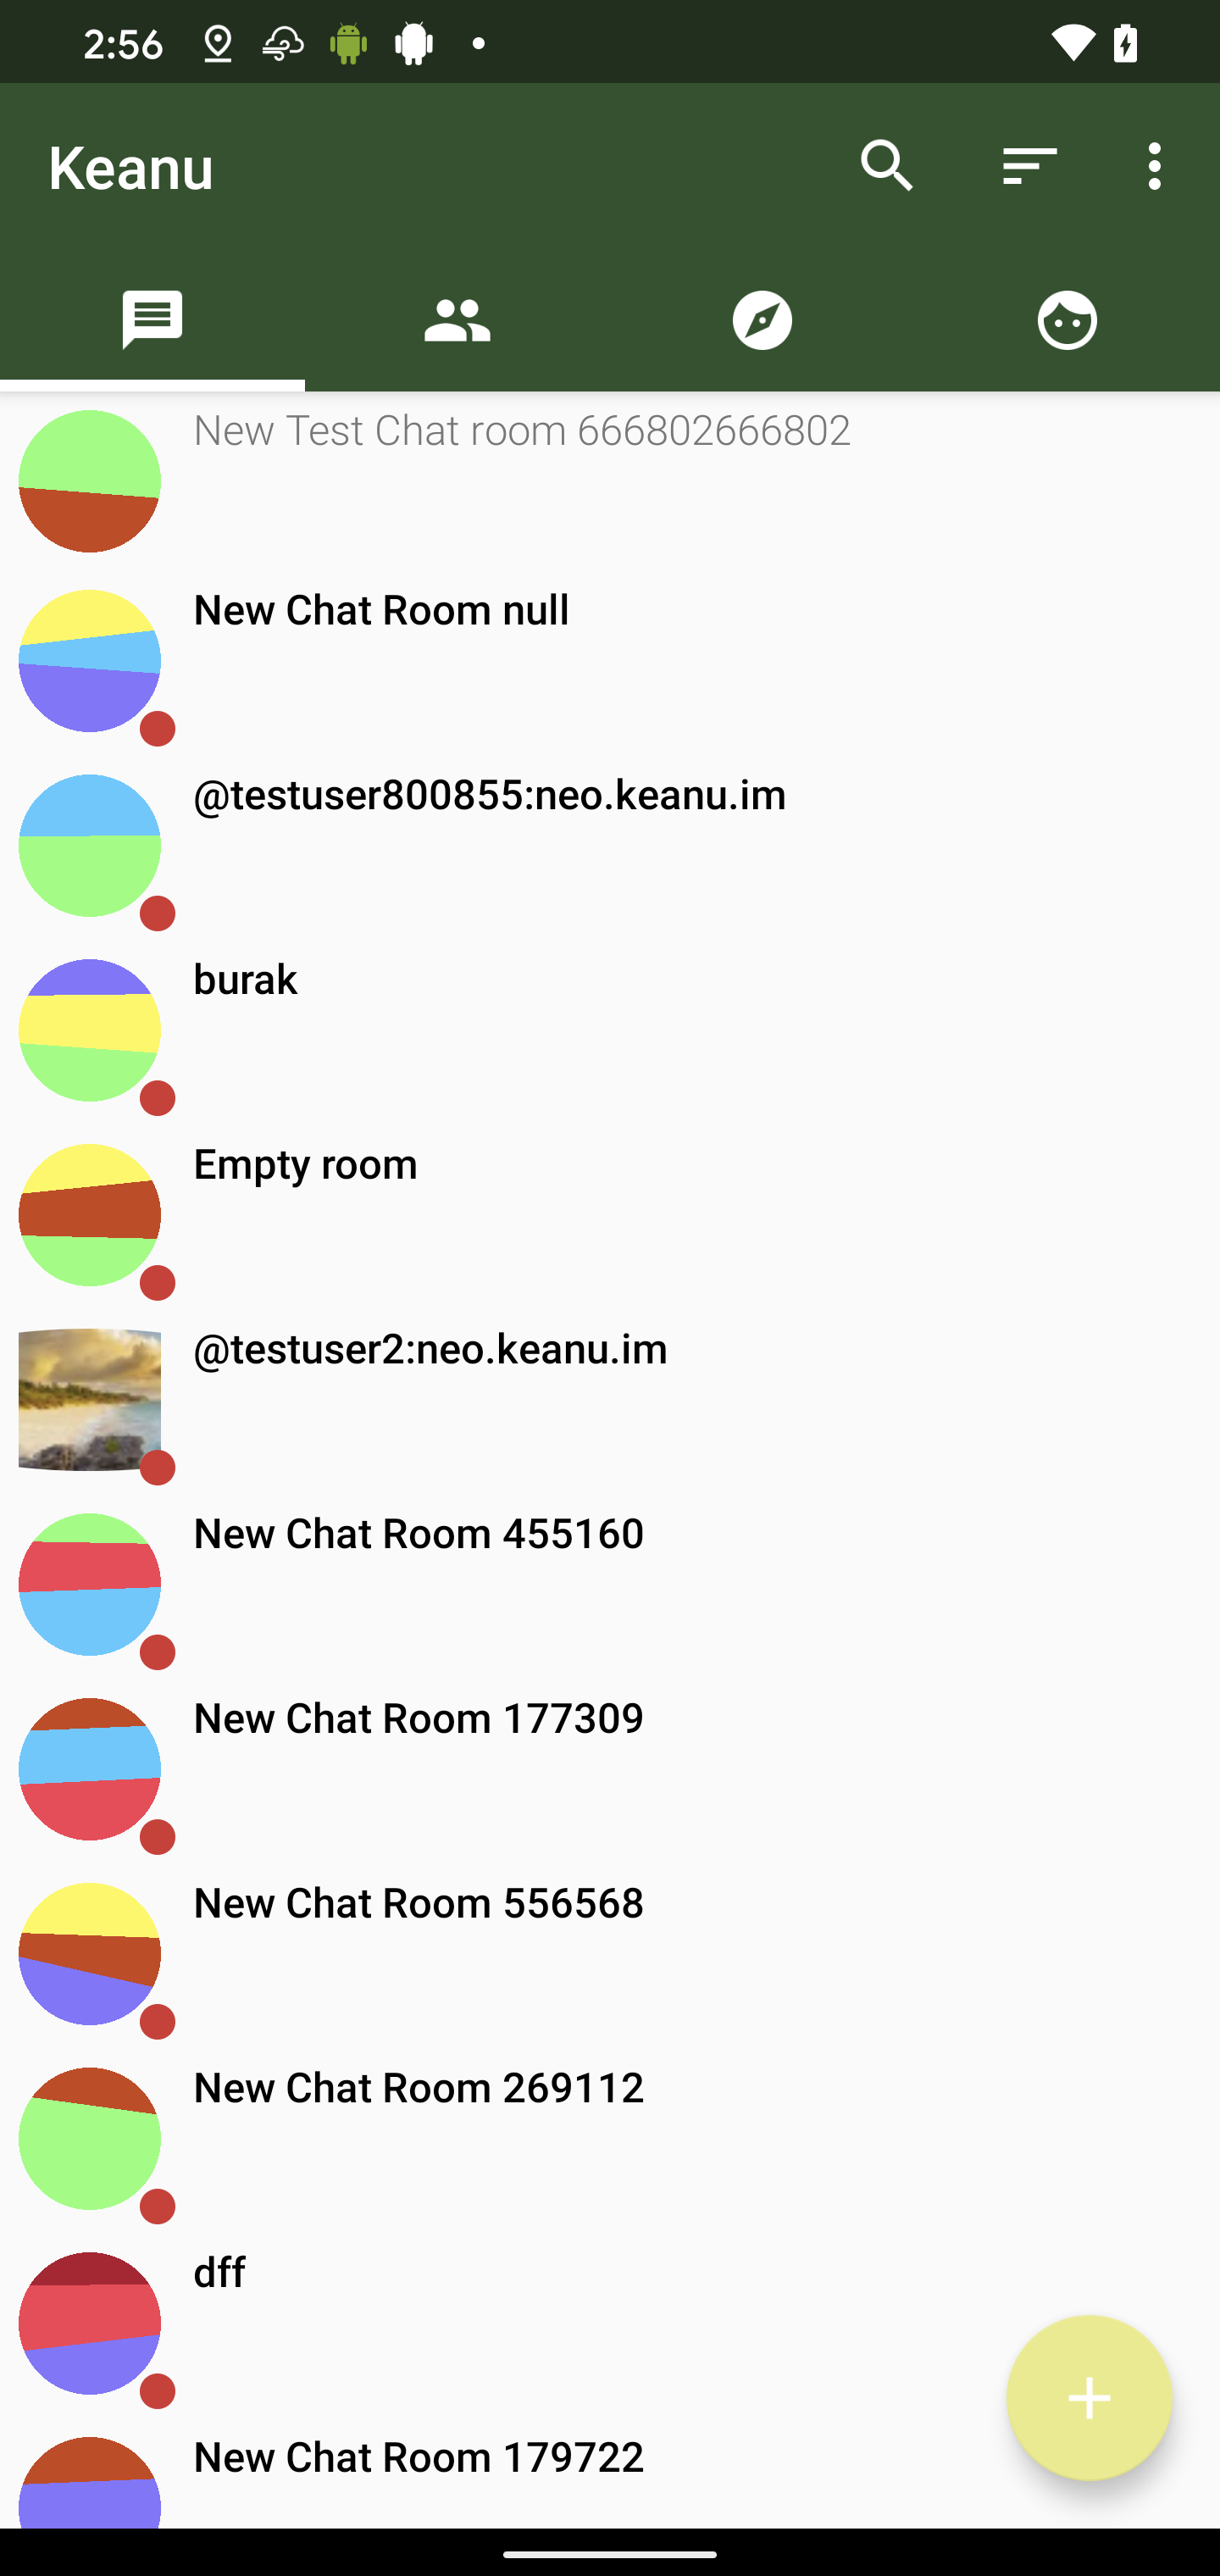 2:56
Keanu
New Test Chat room 666802666802
New Chat Room null
@testuser800855:neo.keanu.im
burak
Empty room
@testuser2:neo.keanu.im
New Chat Room 455160
New Chat Room 177309
New Chat Room 556568
New Chat Room 269112
dff
New Chat Room 179722